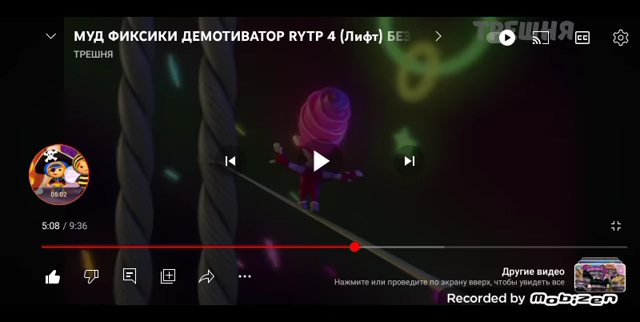 МУД ФИКСИКИ ДЕМОТИВАТОР RYTP 4 (Лифт) БЕЗ
ТРЕШНЯ
ТРЕШНЯ
05:02
5:08 / 9:36
Другие видео
Нажмите или проведите по экрану вверх, чтобы увидеть все
Recorded by mobizen